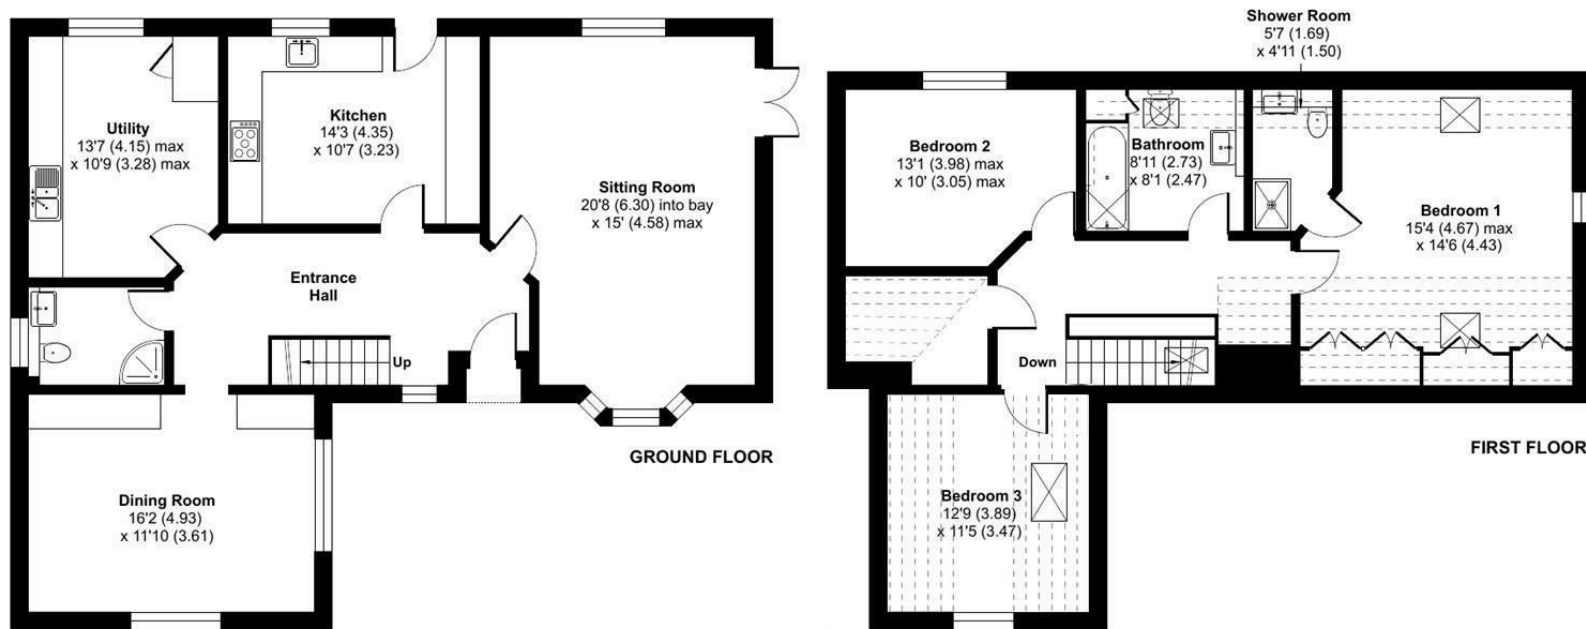 Utility
13'7 (4.15) max
x 10'9 (3.28) max
Kitchen
14'3 (4.35)
x 10'7 (3.23)
Sitting Room
20'8 (6.30) into bay
x 15' (4.58) max
Entrance
Hall
Up
Dining Room
16'2 (4.93)
x 11'10 (3.61)
GROUND FLOOR
Shower Room
5'7 (1.69)
x 4'11 (1.50)
Bedroom 2
13'1 (3.98) max
x 10' (3.05) max
Bathroom
8'11 (2.73)
x 8'1 (2.47)
Bedroom 1
15'4 (4.67) max
x 14'6 (4.43)
Down
Bedroom 3
12'9 (3.89)
x 11'5 (3.47)
FIRST FLOOR